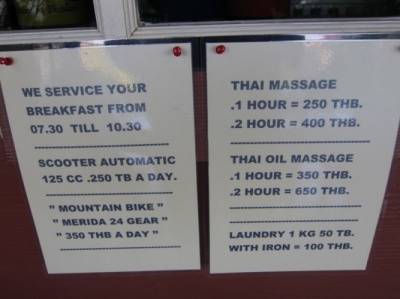 WE SERVICE YOUR
BREAKFAST FROM
07.30 TILL 10.30
SCOOTER AUTOMATIC
125 CC .250 TB A DAY.
" MOUNTAIN BIKE "
" MERIDA 24 GEAR "
" 350 THB A DAY "
THAI MASSAGE
.1 HOUR = 250 THB.
.2 HOUR = 400 THB.
THAI OIL MASSAGE
.1 HOUR = 350 THB.
.2 HOUR = 650 THB.
LAUNDRY 1 KG 50 TB.
WITH IRON = 100 THB.